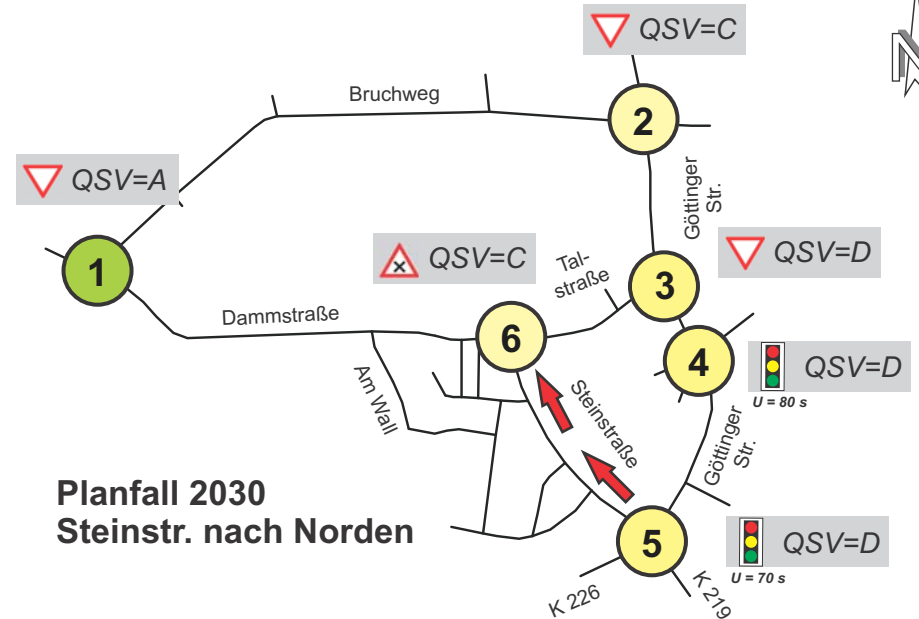 QSV=C
2
N
Bruchweg
QSV=A
Göttinger
Str.
1
QSV=C
Tal-
straße
3
QSV=D
Dammstraße
6
4
QSV=D
U = 80 s
Am Wall
Steinstraße
Göttinger
Str.
Planfall 2030
Steinstr. nach Norden
5
QSV=D
U = 70 s
K 226
K 219